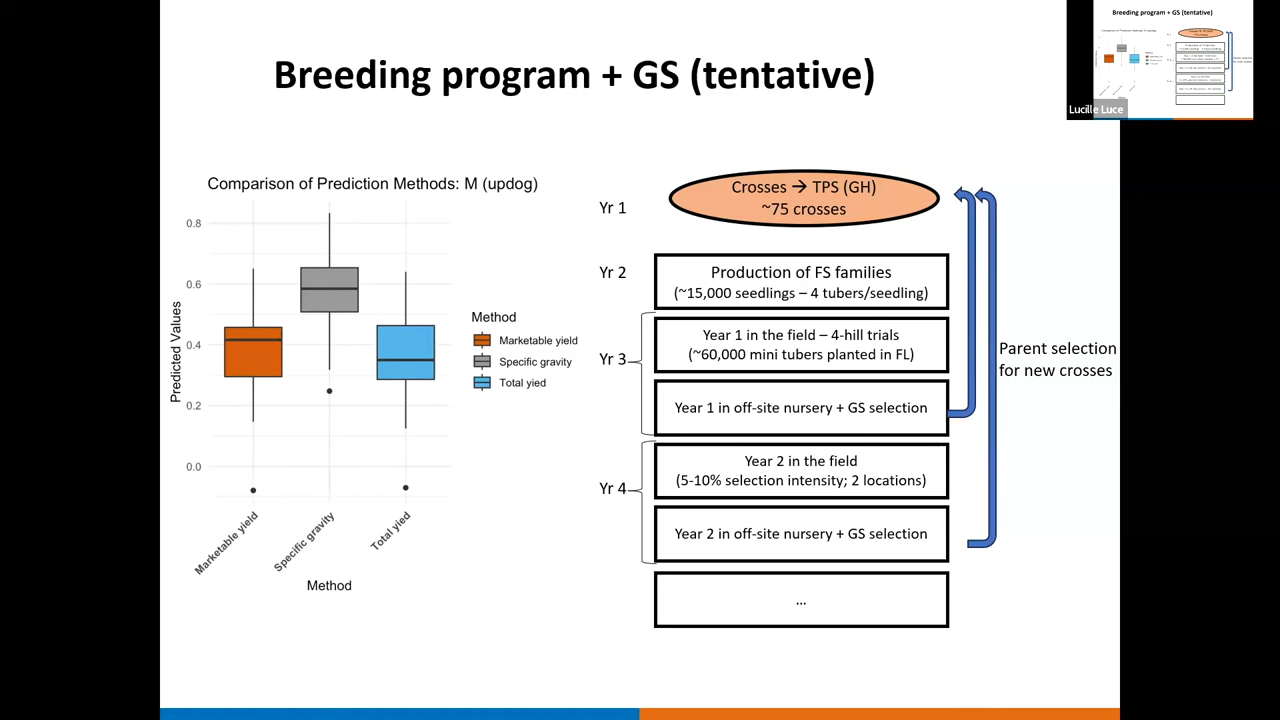 Breeding program + GS (tentative)
Comparison of Prediction Methods: M (updog)
Predicted Values
0.8
0.6
0.4
0.2
0.0
Marketable yield
Specific gravity
Total yied
Method
Method
Marketable yield
Specific gravity
Total yied
Yr 1
Crosses → TPS (GH)
~75 crosses
Yr 2
Production of FS families
(~15,000 seedlings – 4 tubers/seedling)
Yr 3
Year 1 in the field – 4-hill trials
(~60,000 mini tubers planted in FL)
Year 1 in off-site nursery + GS selection
Yr 4
Year 2 in the field
(5-10% selection intensity; 2 locations)
Year 2 in off-site nursery + GS selection
...
Parent selection
for new crosses
Breeding program + GS (tentative)
Lucille Luce